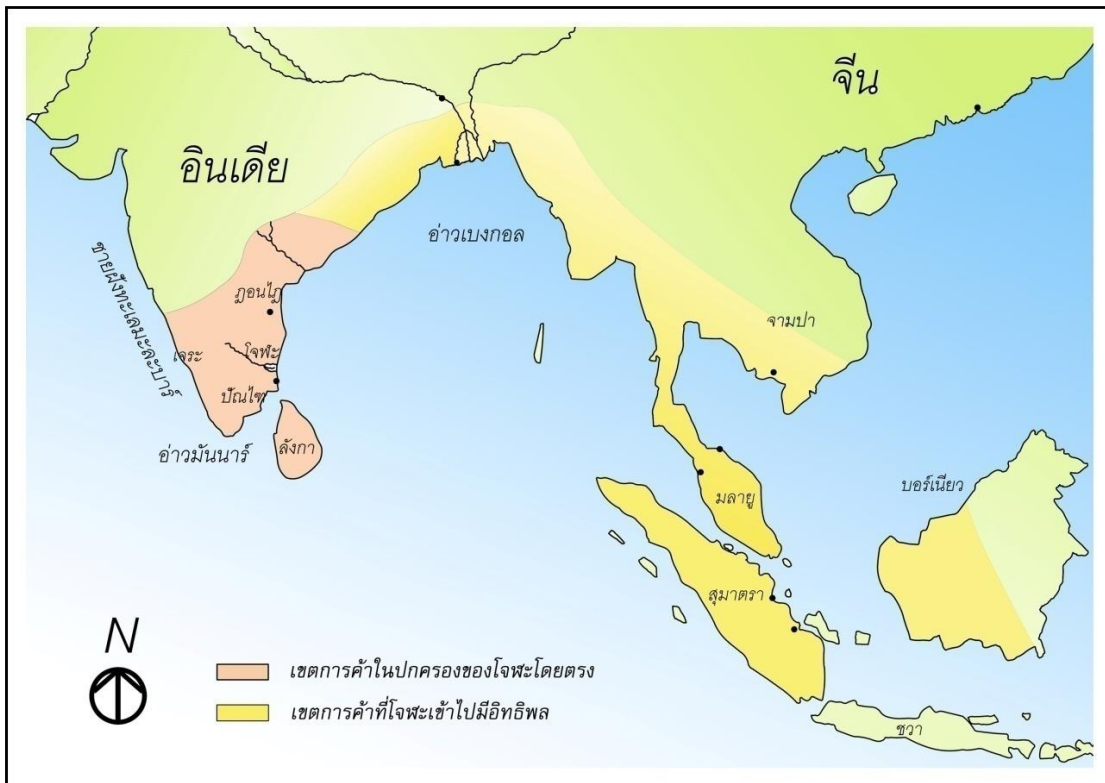 จีน
อินเดีย
อ่าวเบงกอล
ชายฝั่งทะเลมะละบาร์
ฎอนไฎ
จามปา
เจระ
โจฬะ
ปัณไฑ
อ่าวมันนาร์
ลังกา
มลายู
บอร์เนียว
สุมาตรา
ชวา
N
เขตการค้าในปกครองของโจฬะโดยตรง
เขตการค้าที่โจฬะเข้าไปมีอิทธิพล